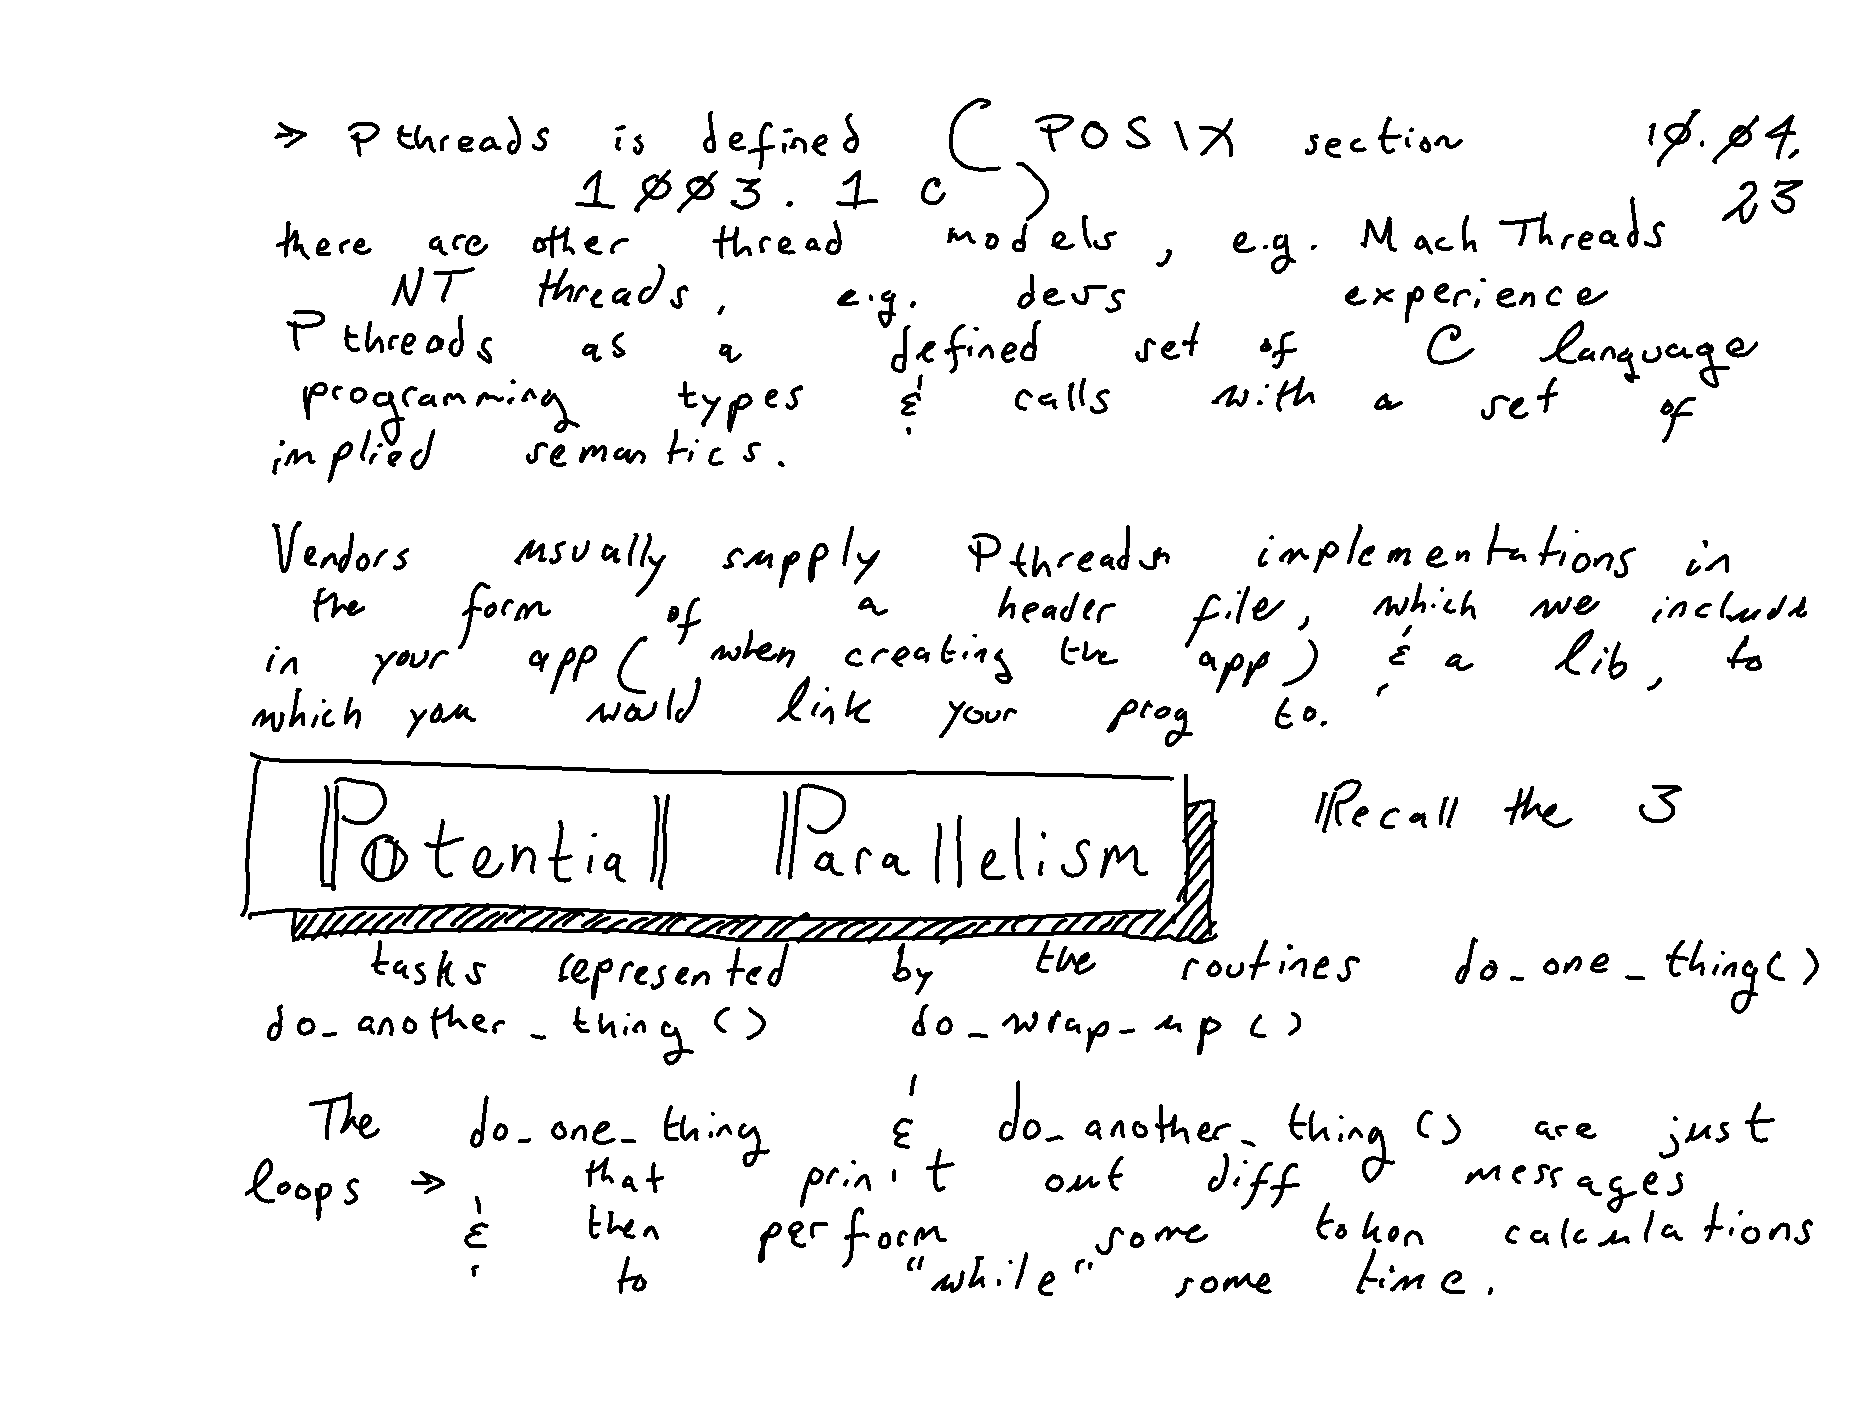 → Pthreads is defined ( POSIX section 10.04.
1003.1 c ) 23
there are other thread models, e.g. Mach Threads
NT threads, e.g. devs experience
Pthreads as a defined set of C language
programming types & calls with a set of
implied semantics.
Vendors usually supply Pthreads implementations in
the form of a header file, which we include
in your app ( when creating the app ) & a lib, to
which you would link your prog to.
Potential Parallelism Recall the 3
tasks represented by the routines do_one_thing()
do_another_thing() do_wrap_up()
The do_one_thing & do_another_thing() are just
loops → that print out diff messages
& then perform some token calculations
to "while" some time.